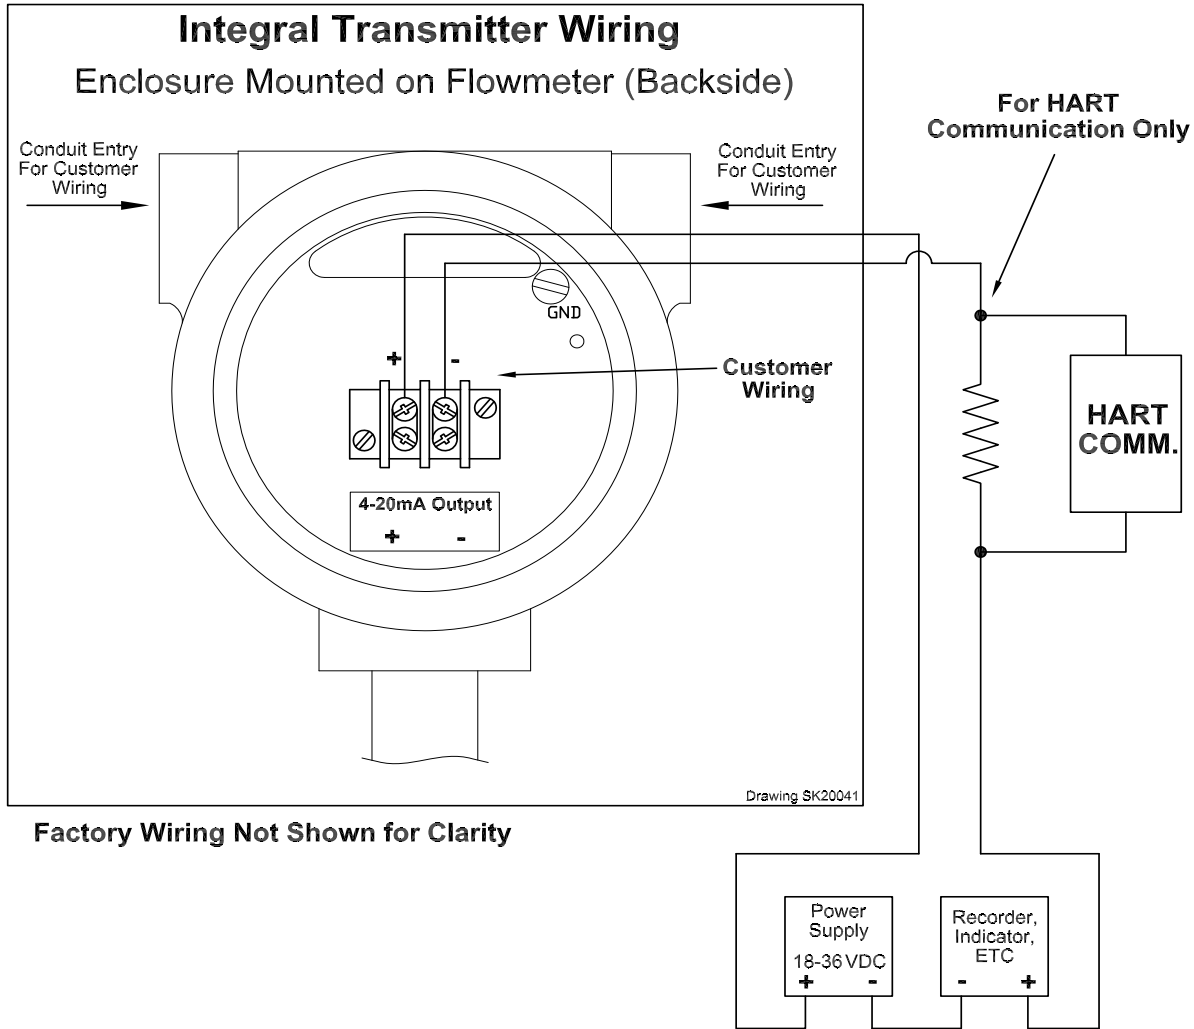 Integral Transmitter Wiring
Enclosure Mounted on Flowmeter (Backside)
For HART
Communication Only
Conduit Entry
For Customer
Wiring
Conduit Entry
For Customer
Wiring
GND
+ -
Customer
Wiring
HART
COMM.
4-20mA Output
+ -
Drawing SK20041
Factory Wiring Not Shown for Clarity
Power
Supply
18-36VDC
+ -
Recorder,
Indicator,
ETC
- +